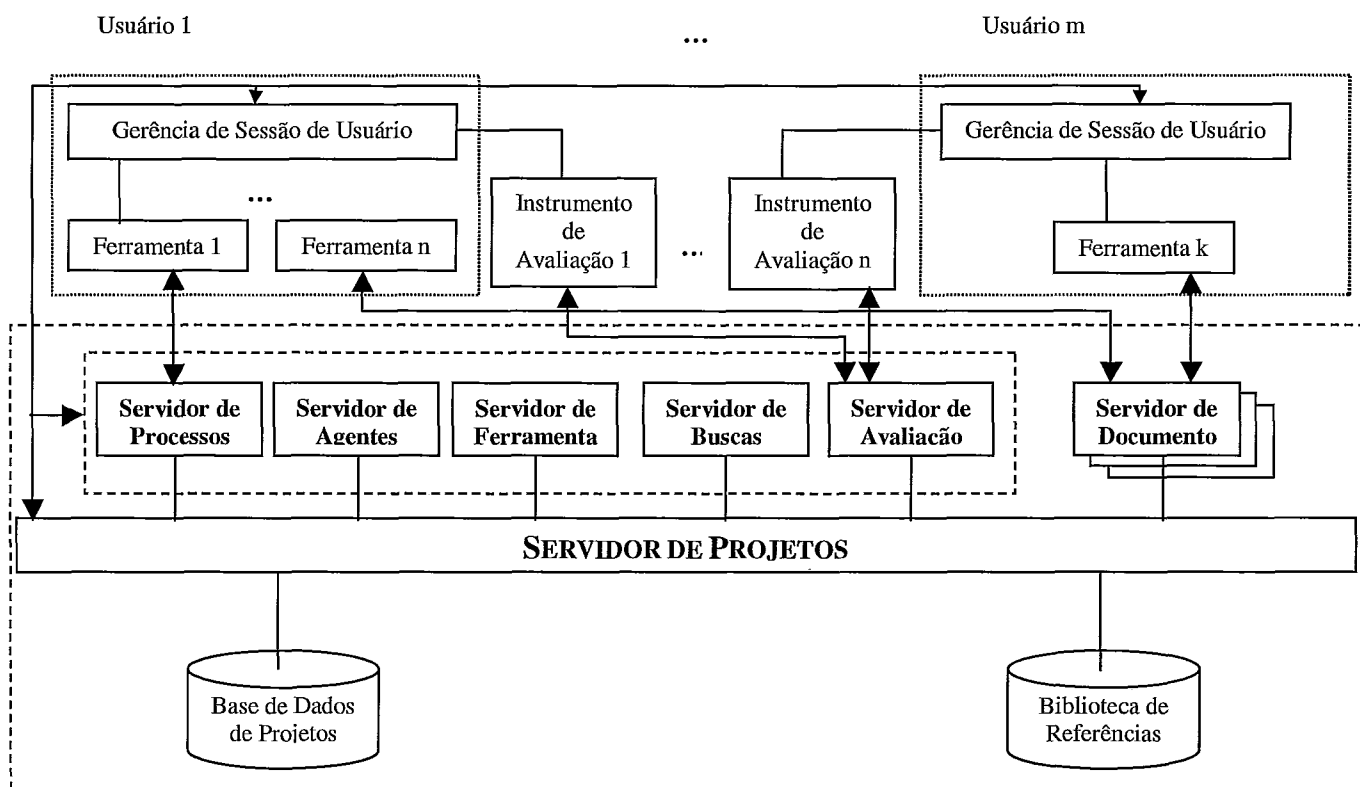 Usuário 1
...
Usuário m
Gerência de Sessão de Usuário
Gerência de Sessão de Usuário
...
Ferramenta 1
Ferramenta n
Instrumento
de
Avaliação 1
...
Instrumento
de
Avaliação n
Ferramenta k
Servidor de
Processos
Servidor de
Agentes
Servidor de
Ferramenta
Servidor de
Buscas
Servidor de
Avaliacão
Servidor de
Documento
SERVIDOR DE PROJETOS
Base de Dados
de Projetos
Biblioteca de
Referências